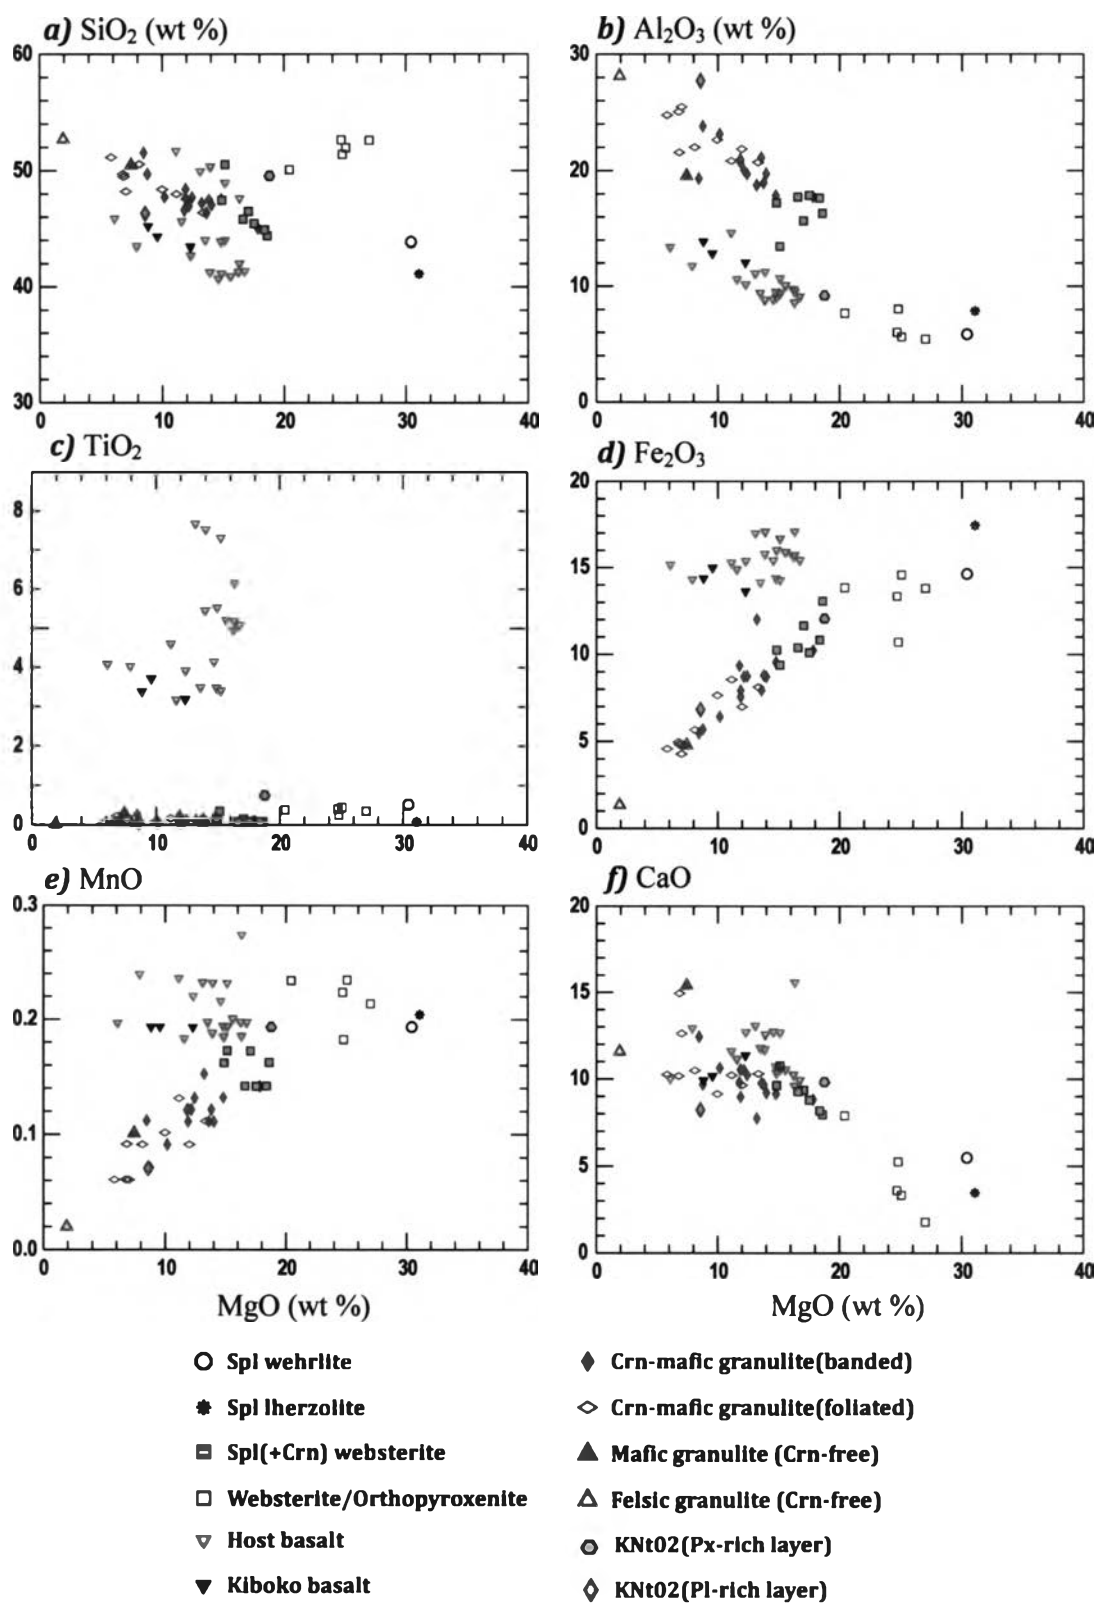 a) SiO₂ (wt %)
60
50
40
30
0 10 20 30 40
b) Al₂O₃ (wt %)
30
20
10
0
0 10 20 30 40
c) TiO₂
8
6
4
2
0
0 10 20 30 40
d) Fe₂O₃
20
15
10
5
0
0 10 20 30 40
e) MnO
0.3
0.2
0.1
0.0
0 10 20 30 40
MgO (wt %)
f) CaO
20
15
10
5
0
0 10 20 30 40
MgO (wt %)
Spl wehrlite
Spl lherzolite
Spl(+Crn) websterite
Websterite/Orthopyroxenite
Host basalt
Kiboko basalt
Crn-mafic granulite(banded)
Crn-mafic granulite(foliated)
Mafic granulite (Crn-free)
Felsic granulite (Crn-free)
KNt02(Px-rich layer)
KNt02(Pl-rich layer)